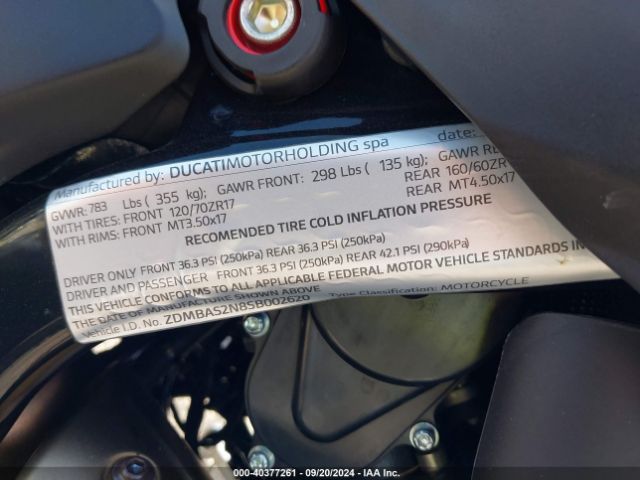 Manufactured by: DUCATIMOTORHOLDING spa date:
GVWR: 783 Lbs ( 355 kg); GAWR FRONT: 298 Lbs ( 135 kg); GAWR
WITH TIRES: FRONT 120/70ZR17 REAR 160/60ZR
WITH RIMS: FRONT MT3.50x17 REAR MT4.50x17
RECOMENDED TIRE COLD INFLATION PRESSURE
DRIVER ONLY FRONT 36.3 PSI (250kPa) REAR 36.3 PSI (250kPa)
DRIVER AND PASSENGER FRONT 36.3 PSI (250kPa) REAR 42.1 PSI (290kPa)
THIS VEHICLE CONFORMS TO ALL APPLICABLE FEDERAL MOTOR VEHICLE STANDARDS IN
THE DATE OF MANUFACTURE SHOWN ABOVE
Vehicle I.D. No. ZDMBAS2N8SB002620 Type Classification: MOTORCYCLE
00-40377261 - 09/20/2024 - IAA Inc.